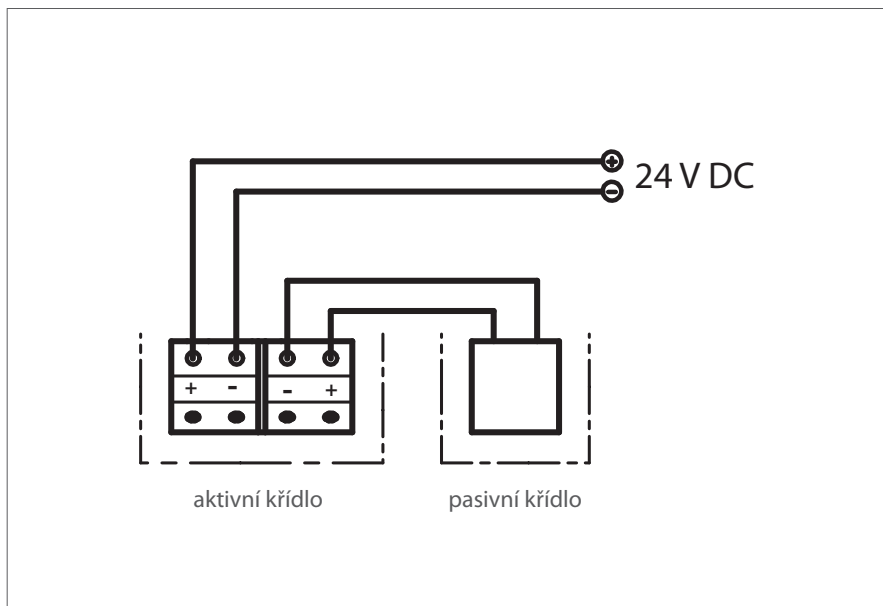 +
24 V DC
-
+ - - +
aktivní křídlo pasivní křídlo